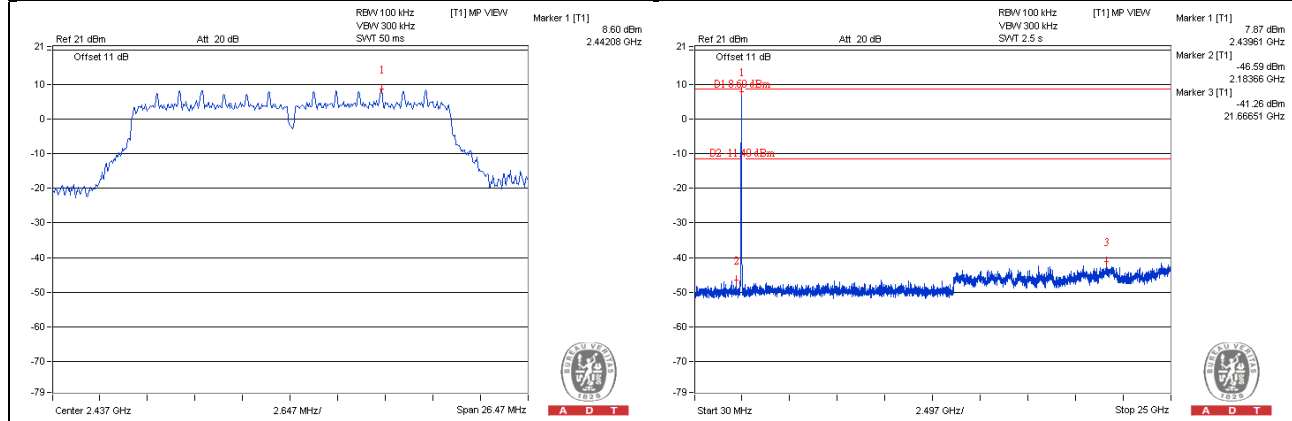 RBW 100 kHz [T1] MP VIEW
VBW 300 kHz
Ref 21 dBm Att 20 dB SWT 50 ms
Marker 1 [T1]
8.60 dBm
2.44208 GHz
21
Offset 11 dB
10
0
-10
-20
-30
-40
-50
-60
-70
-79
1
Center 2.437 GHz 2.647 MHz/ Span 26.47 MHz
BUREAU VERITAS
1828
A D T
RBW 100 kHz [T1] MP VIEW
VBW 300 kHz
Ref 21 dBm Att 20 dB SWT 2.5 s
Marker 1 [T1]
7.87 dBm
2.43961 GHz
Marker 2 [T1]
-46.59 dBm
2.18366 GHz
Marker 3 [T1]
-41.26 dBm
21.66651 GHz
21
Offset 11 dB
10
0
-10
-20
-30
-40
-50
-60
-70
-79
1
D1 8.60 dBm
D2 -11.40 dBm
2
3
Start 30 MHz 2.497 GHz/ Stop 25 GHz
BUREAU VERITAS
1828
A D T